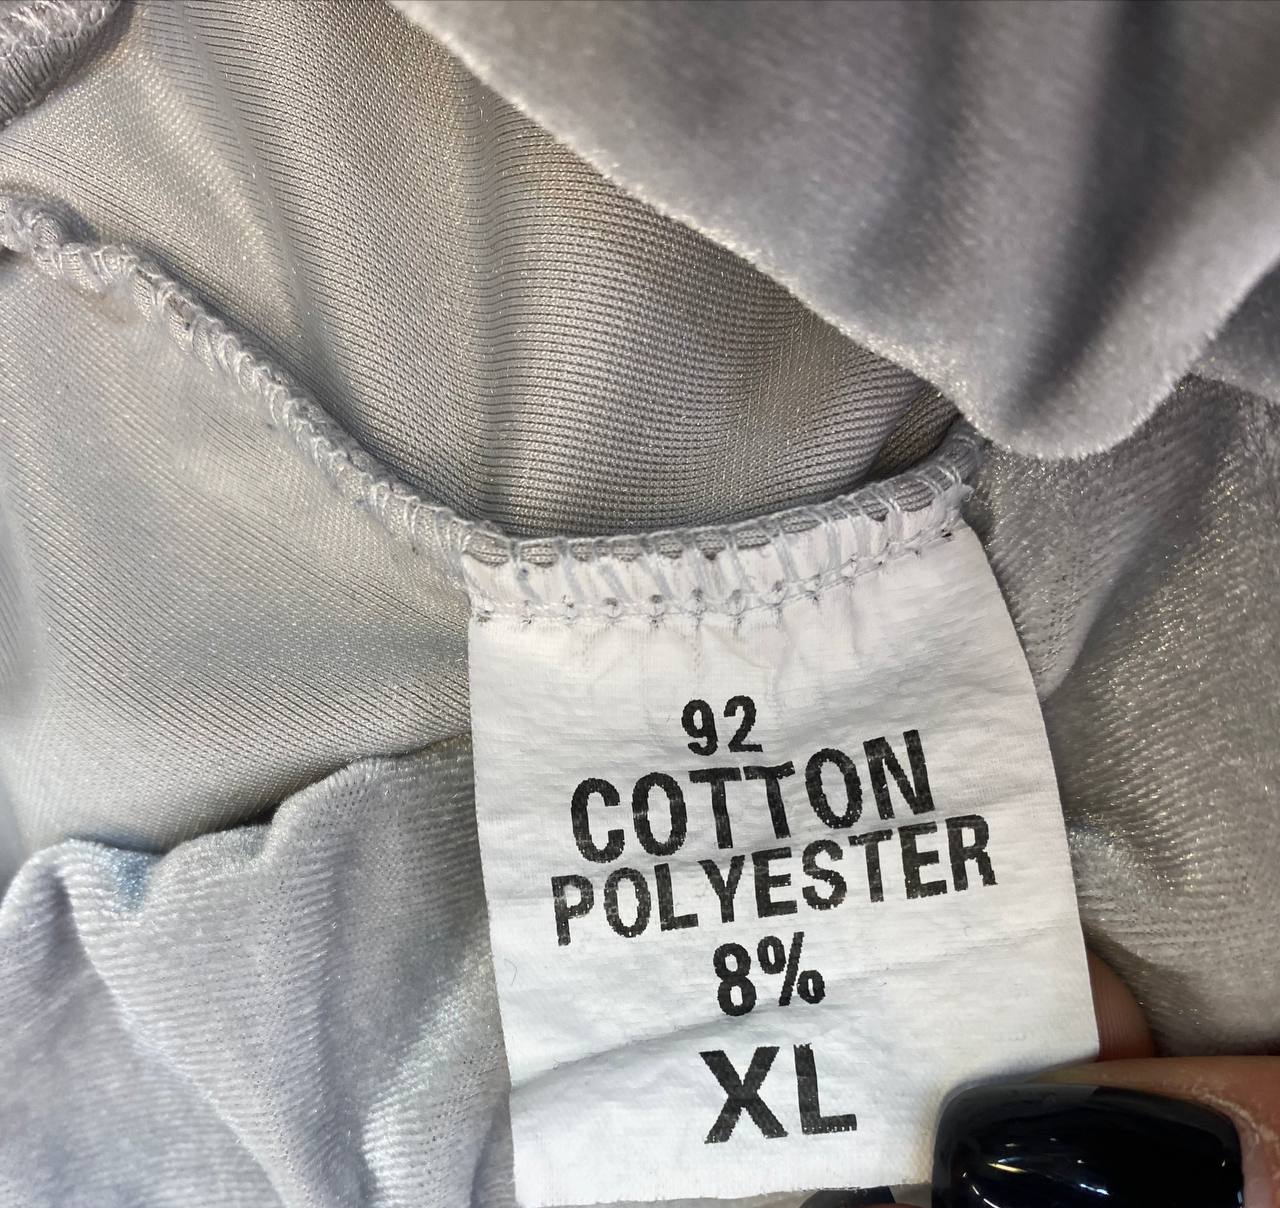 92
COTTON
POLYESTER
8%
XL